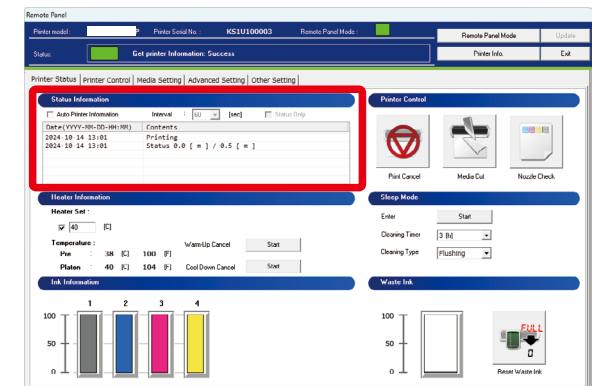 Remote Panel
Printer model : Printer Serial No. : KS1U100003 Remote Panel Mode :
Remote Panel Mode Update
Status: Get printer Information: Success
Printer Info. Exit
Printer Status Printer Control Media Setting Advanced Setting Other Setting
Status Information
Auto Printer Information Interval : 60 [sec] Status Only
Date(YYYY-MM-DD-HH:MM) Contents
2024-10-14 13:01 Printing
2024-10-14 13:01 Status 0.0 [ m ] / 0.5 [ m ]
Printer Control
Print Cancel Media Cut Nozzle Check
Heater Information
Heater Set :
40 [C]
Temperature :
Pre : 38 [C] 100 [F]
Platen : 40 [C] 104 [F]
Warm-Up Cancel Start
Cool Down Cancel Start
Sleep Mode
Enter Start
Cleaning Timer 3 [h]
Cleaning Type Flushing
Ink Information
1 2 3 4
100
50
0
Waste Ink
100
50
0
FULL
0
Reset Waste Ink